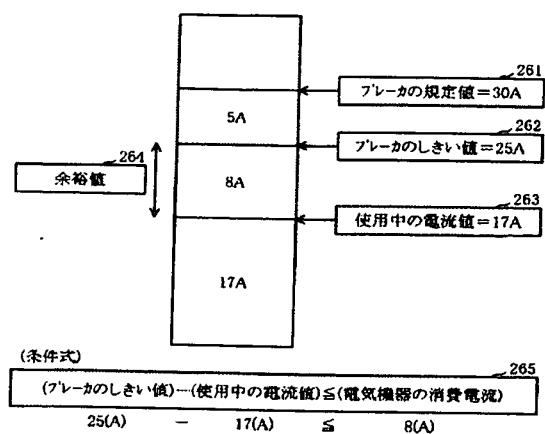 261
ブレーカの規定値＝30A
5A
262
ブレーカのしきい値＝25A
264
余裕値
8A
263
使用中の電流値＝17A
17A
(条件式)
265
(ブレーカのしきい値)－(使用中の電流値)≦(電気機器の消費電流)
25(A) － 17(A) ≦ 8(A)